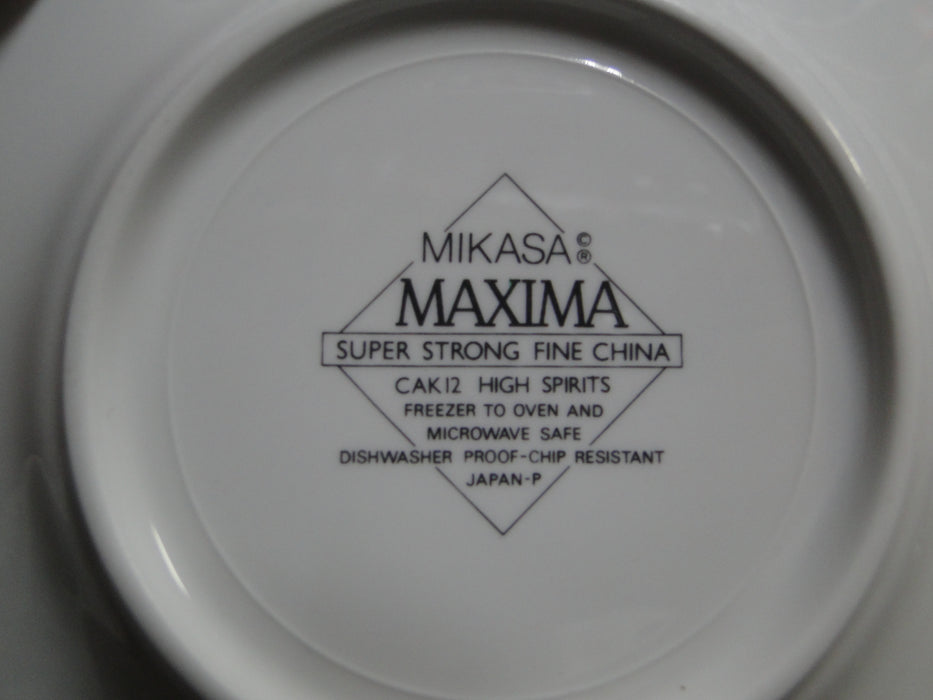 MIKASA©®
MAXIMA
SUPER STRONG FINE CHINA
CAK12 HIGH SPIRITS
FREEZER TO OVEN AND
MICROWAVE SAFE
DISHWASHER PROOF-CHIP RESISTANT
JAPAN-P